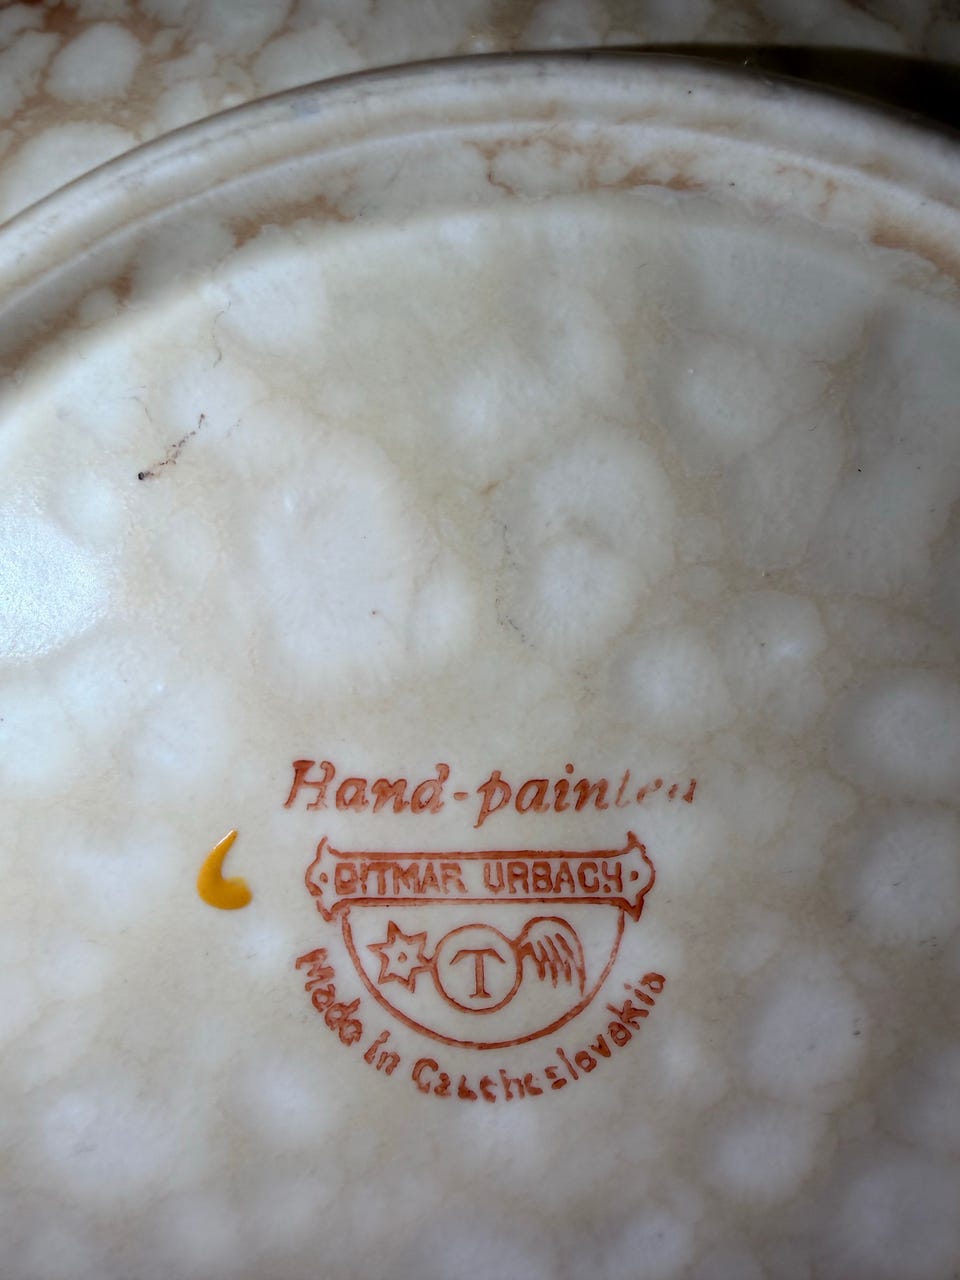 Hand-painted
DITMAR URBACH
T
Made in Czechoslovakia